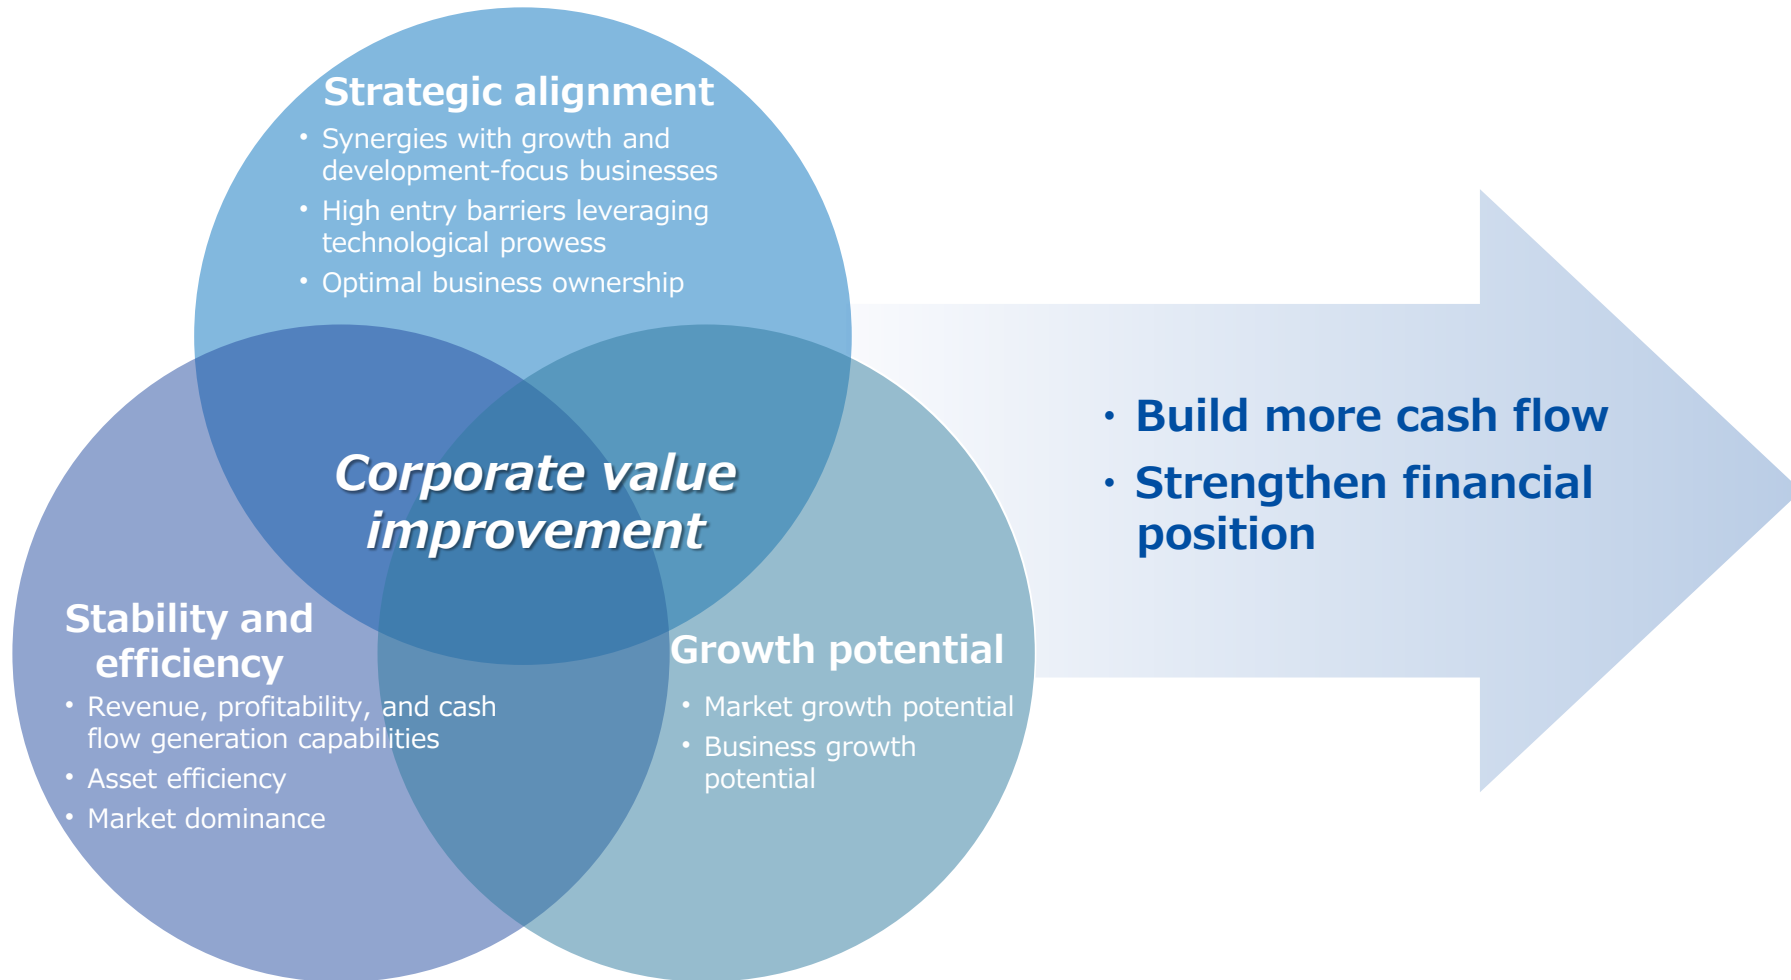 Strategic alignment
・Synergies with growth and
development-focus businesses
・High entry barriers leveraging
technological prowess
・Optimal business ownership
Corporate value
improvement
Stability and
efficiency
・Revenue, profitability, and cash
flow generation capabilities
・Asset efficiency
・Market dominance
Growth potential
・Market growth potential
・Business growth
potential
・Build more cash flow
・Strengthen financial
position